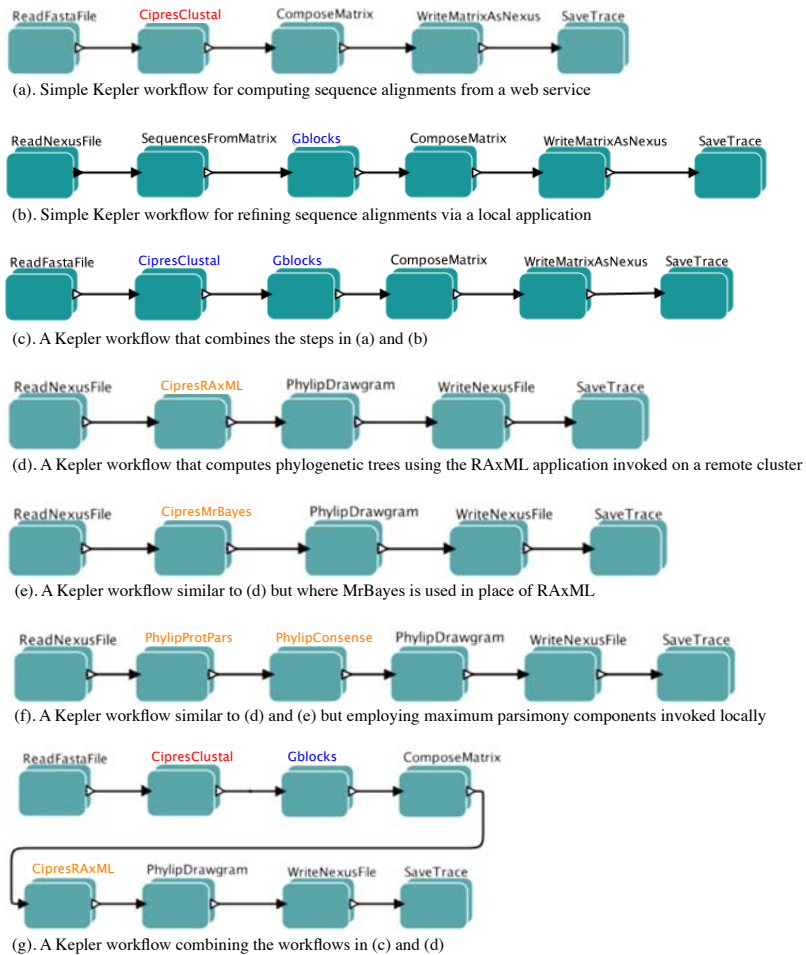 ReadFastaFile CipresClustal ComposeMatrix WriteMatrixAsNexus SaveTrace
(a). Simple Kepler workflow for computing sequence alignments from a web service
ReadNexusFile SequencesFromMatrix Gblocks ComposeMatrix WriteMatrixAsNexus SaveTrace
(b). Simple Kepler workflow for refining sequence alignments via a local application
ReadFastaFile CipresClustal Gblocks ComposeMatrix WriteMatrixAsNexus SaveTrace
(c). A Kepler workflow that combines the steps in (a) and (b)
ReadNexusFile CipresRAxML PhylipDrawgram WriteNexusFile SaveTrace
(d). A Kepler workflow that computes phylogenetic trees using the RAxML application invoked on a remote cluster
ReadNexusFile CipresMrBayes PhylipDrawgram WriteNexusFile SaveTrace
(e). A Kepler workflow similar to (d) but where MrBayes is used in place of RAxML
ReadNexusFile PhylipProtPars PhylipConsense PhylipDrawgram WriteNexusFile SaveTrace
(f). A Kepler workflow similar to (d) and (e) but employing maximum parsimony components invoked locally
ReadFastaFile CipresClustal Gblocks ComposeMatrix
CipresRAxML PhylipDrawgram WriteNexusFile SaveTrace
(g). A Kepler workflow combining the workflows in (c) and (d)